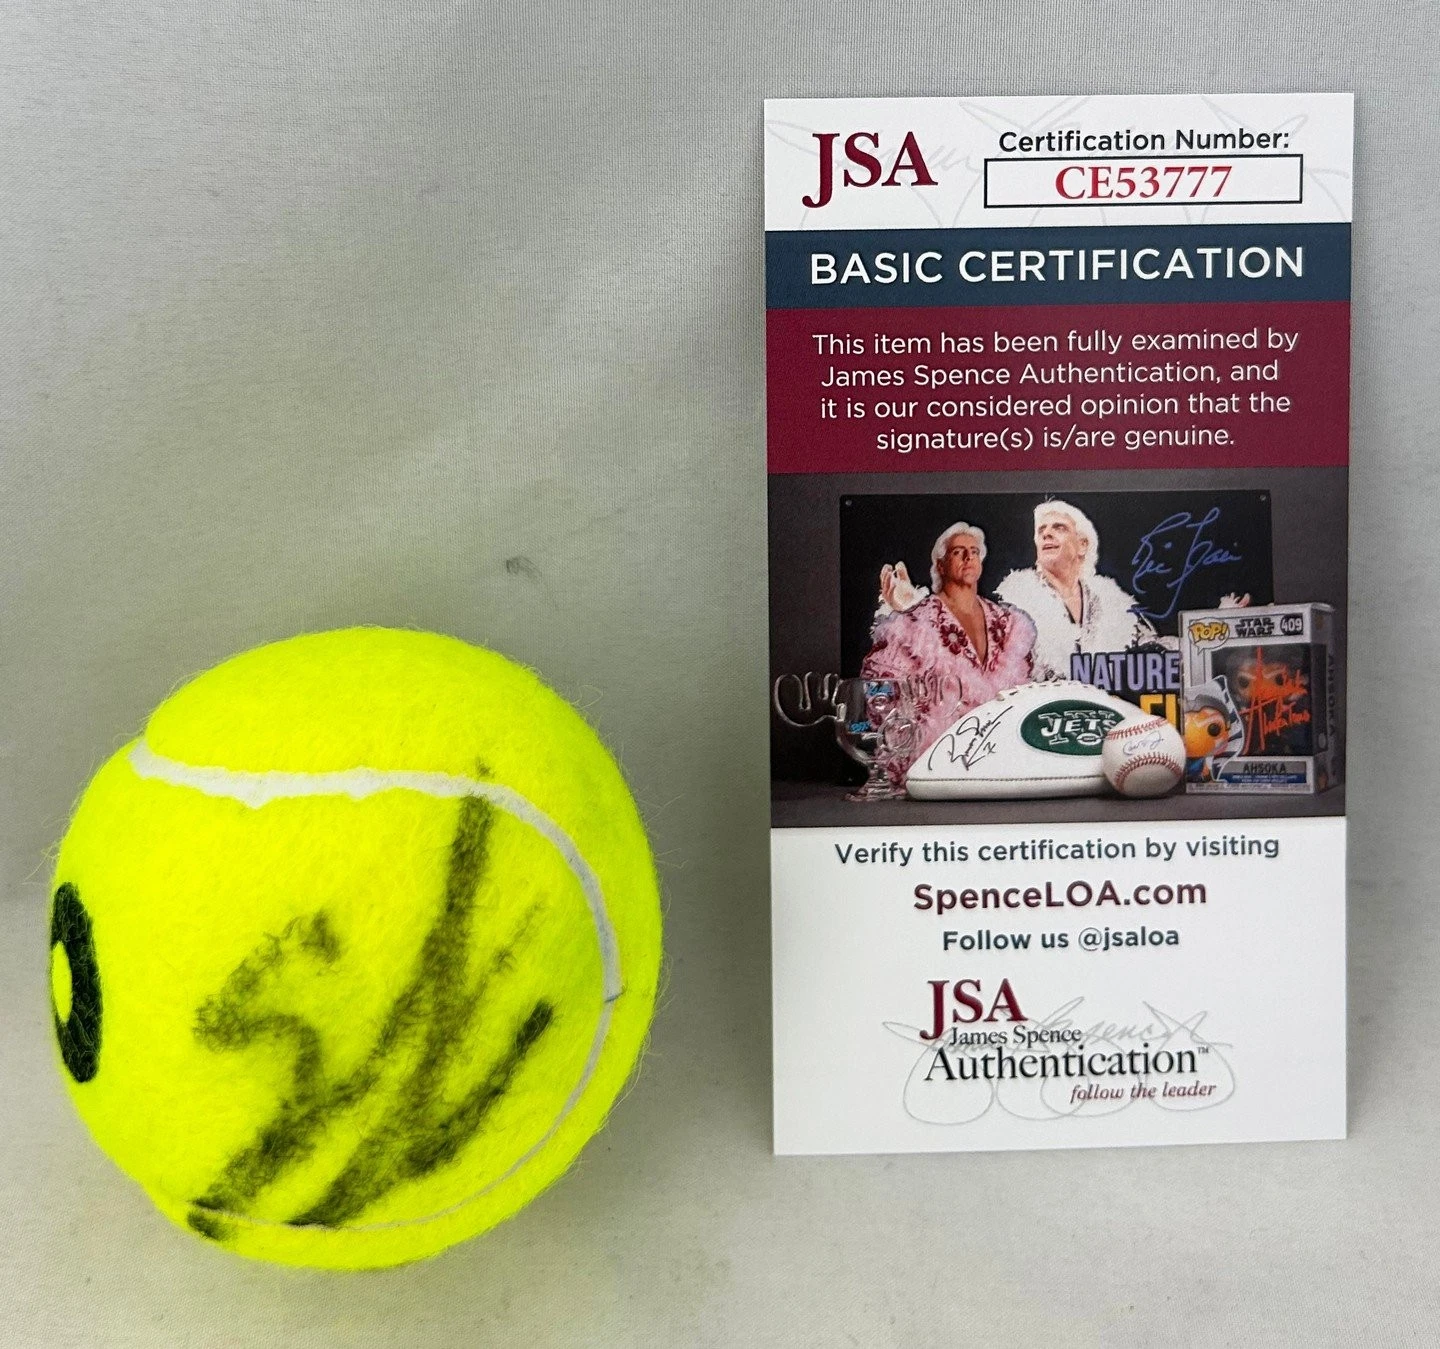 JSA
Certification Number:
CE53777
BASIC CERTIFICATION
This item has been fully examined by
James Spence Authentication, and
it is our considered opinion that the
signature(s) is/are genuine.
NATURE
JETS
POP!
STAR
WARS
409
AHSOKA
AHSOKA
Verify this certification by visiting
SpenceLOA.com
Follow us @jsaloa
JSA
James Spence
Authentication™
follow the leader